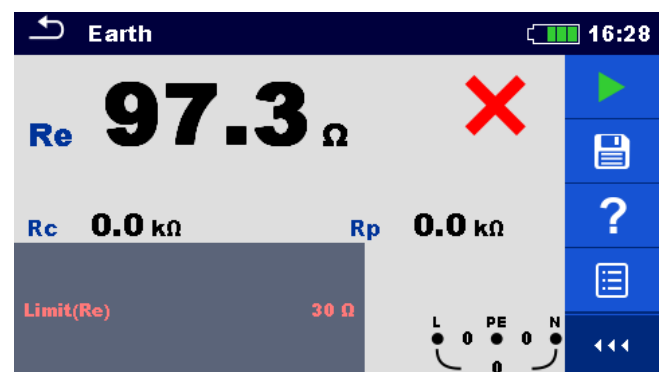 Earth 16:28
Re 97.3 Ω
Rc 0.0 kΩ Rp 0.0 kΩ
?
Limit(Re) 30 Ω
L PE N
0 0
0